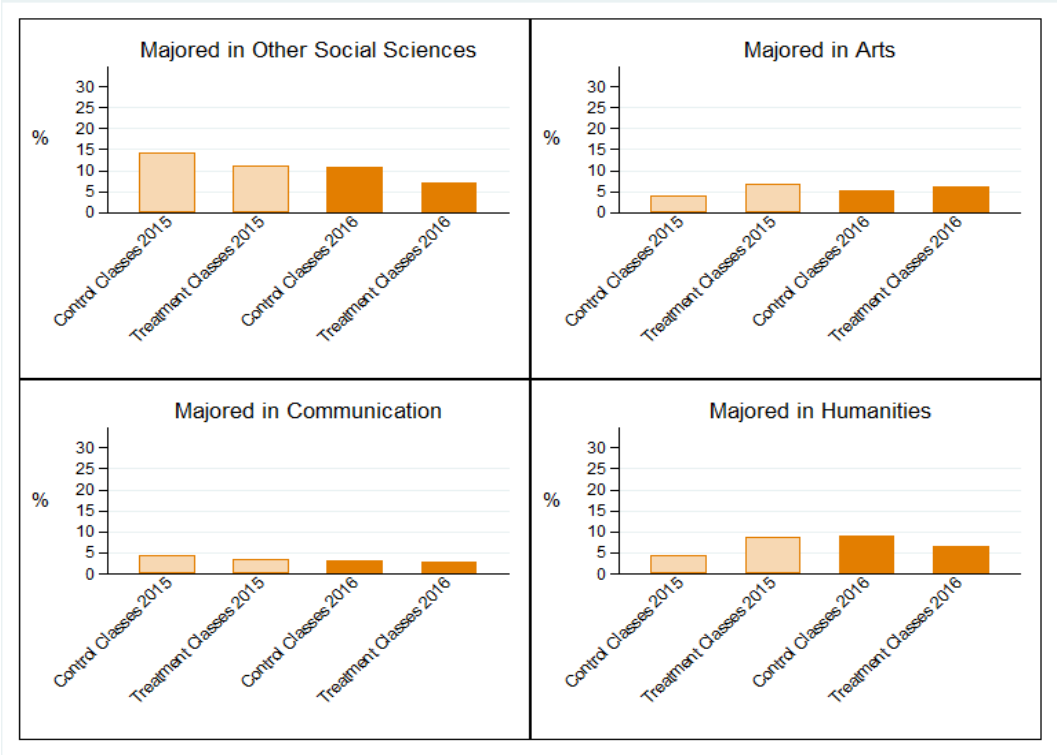 Majored in Other Social Sciences
%
30
25
20
15
10
5
0
Control Classes 2015
Treatment Classes 2015
Control Classes 2016
Treatment Classes 2016
Majored in Arts
%
30
25
20
15
10
5
0
Control Classes 2015
Treatment Classes 2015
Control Classes 2016
Treatment Classes 2016
Majored in Communication
%
30
25
20
15
10
5
0
Control Classes 2015
Treatment Classes 2015
Control Classes 2016
Treatment Classes 2016
Majored in Humanities
%
30
25
20
15
10
5
0
Control Classes 2015
Treatment Classes 2015
Control Classes 2016
Treatment Classes 2016